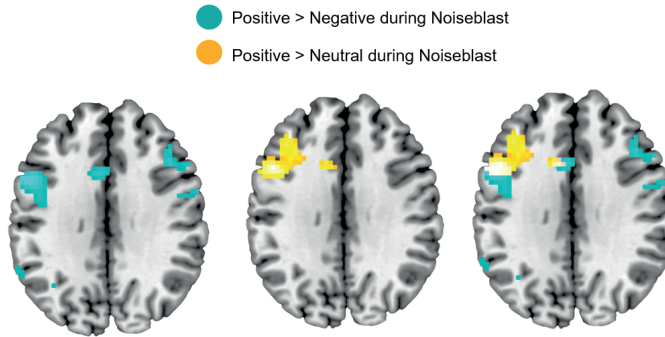 Positive > Negative during Noiseblast
Positive > Neutral during Noiseblast